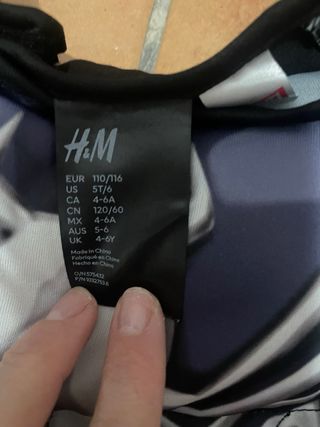 H&M
EUR 110/116
US 5T/6
CA 4-6A
CN 120/60
MX 4-6A
AUS 5-6
UK 4-6Y
Made in China
Fabriqué en Chine
Hecho en China
O/N 575432